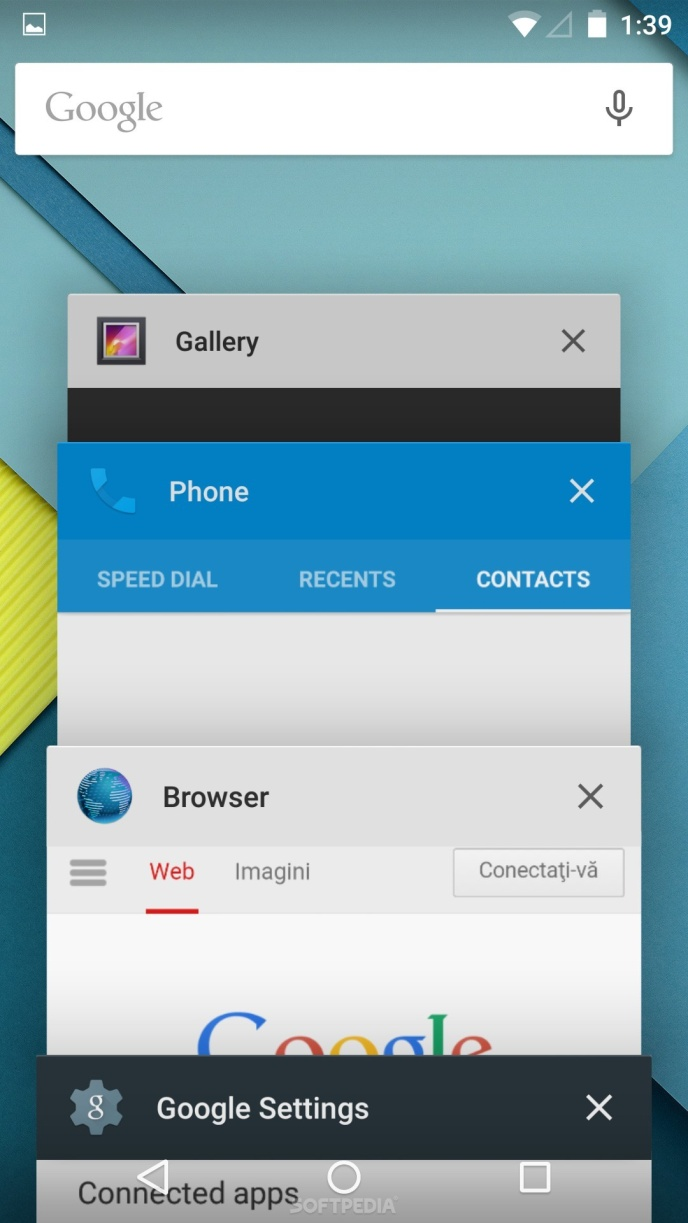 1:39
Google
Gallery
Phone
SPEED DIAL RECENTS CONTACTS
Browser
Web Imagini Conectaţi-vă
Google
g Google Settings
Connected apps
SOFTPEDIA